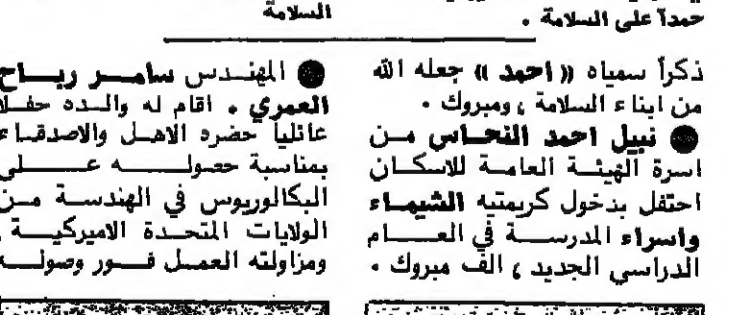 حمدآ على السلامة .
ذكراً سمياه «احمد» جعله الله
من ابناء السلامة ، ومبروك .
● نبيل احمد النحاس من
اسرة الهيئة العامة للاسكان
احتفل بدخول كريمتيه الشيماء
واسراء المدرسة في العام
الدراسي الجديد ، الف مبروك .
السلامة
● المهندس سامر رباح
العمري . اقام له والده حفلا
عائليا حضره الاهل والاصدقاء
بمناسبة حصوله على
البكالوريوس في الهندسة من
الولايات المتحدة الاميركية
ومزاولته العمل فور وصوله